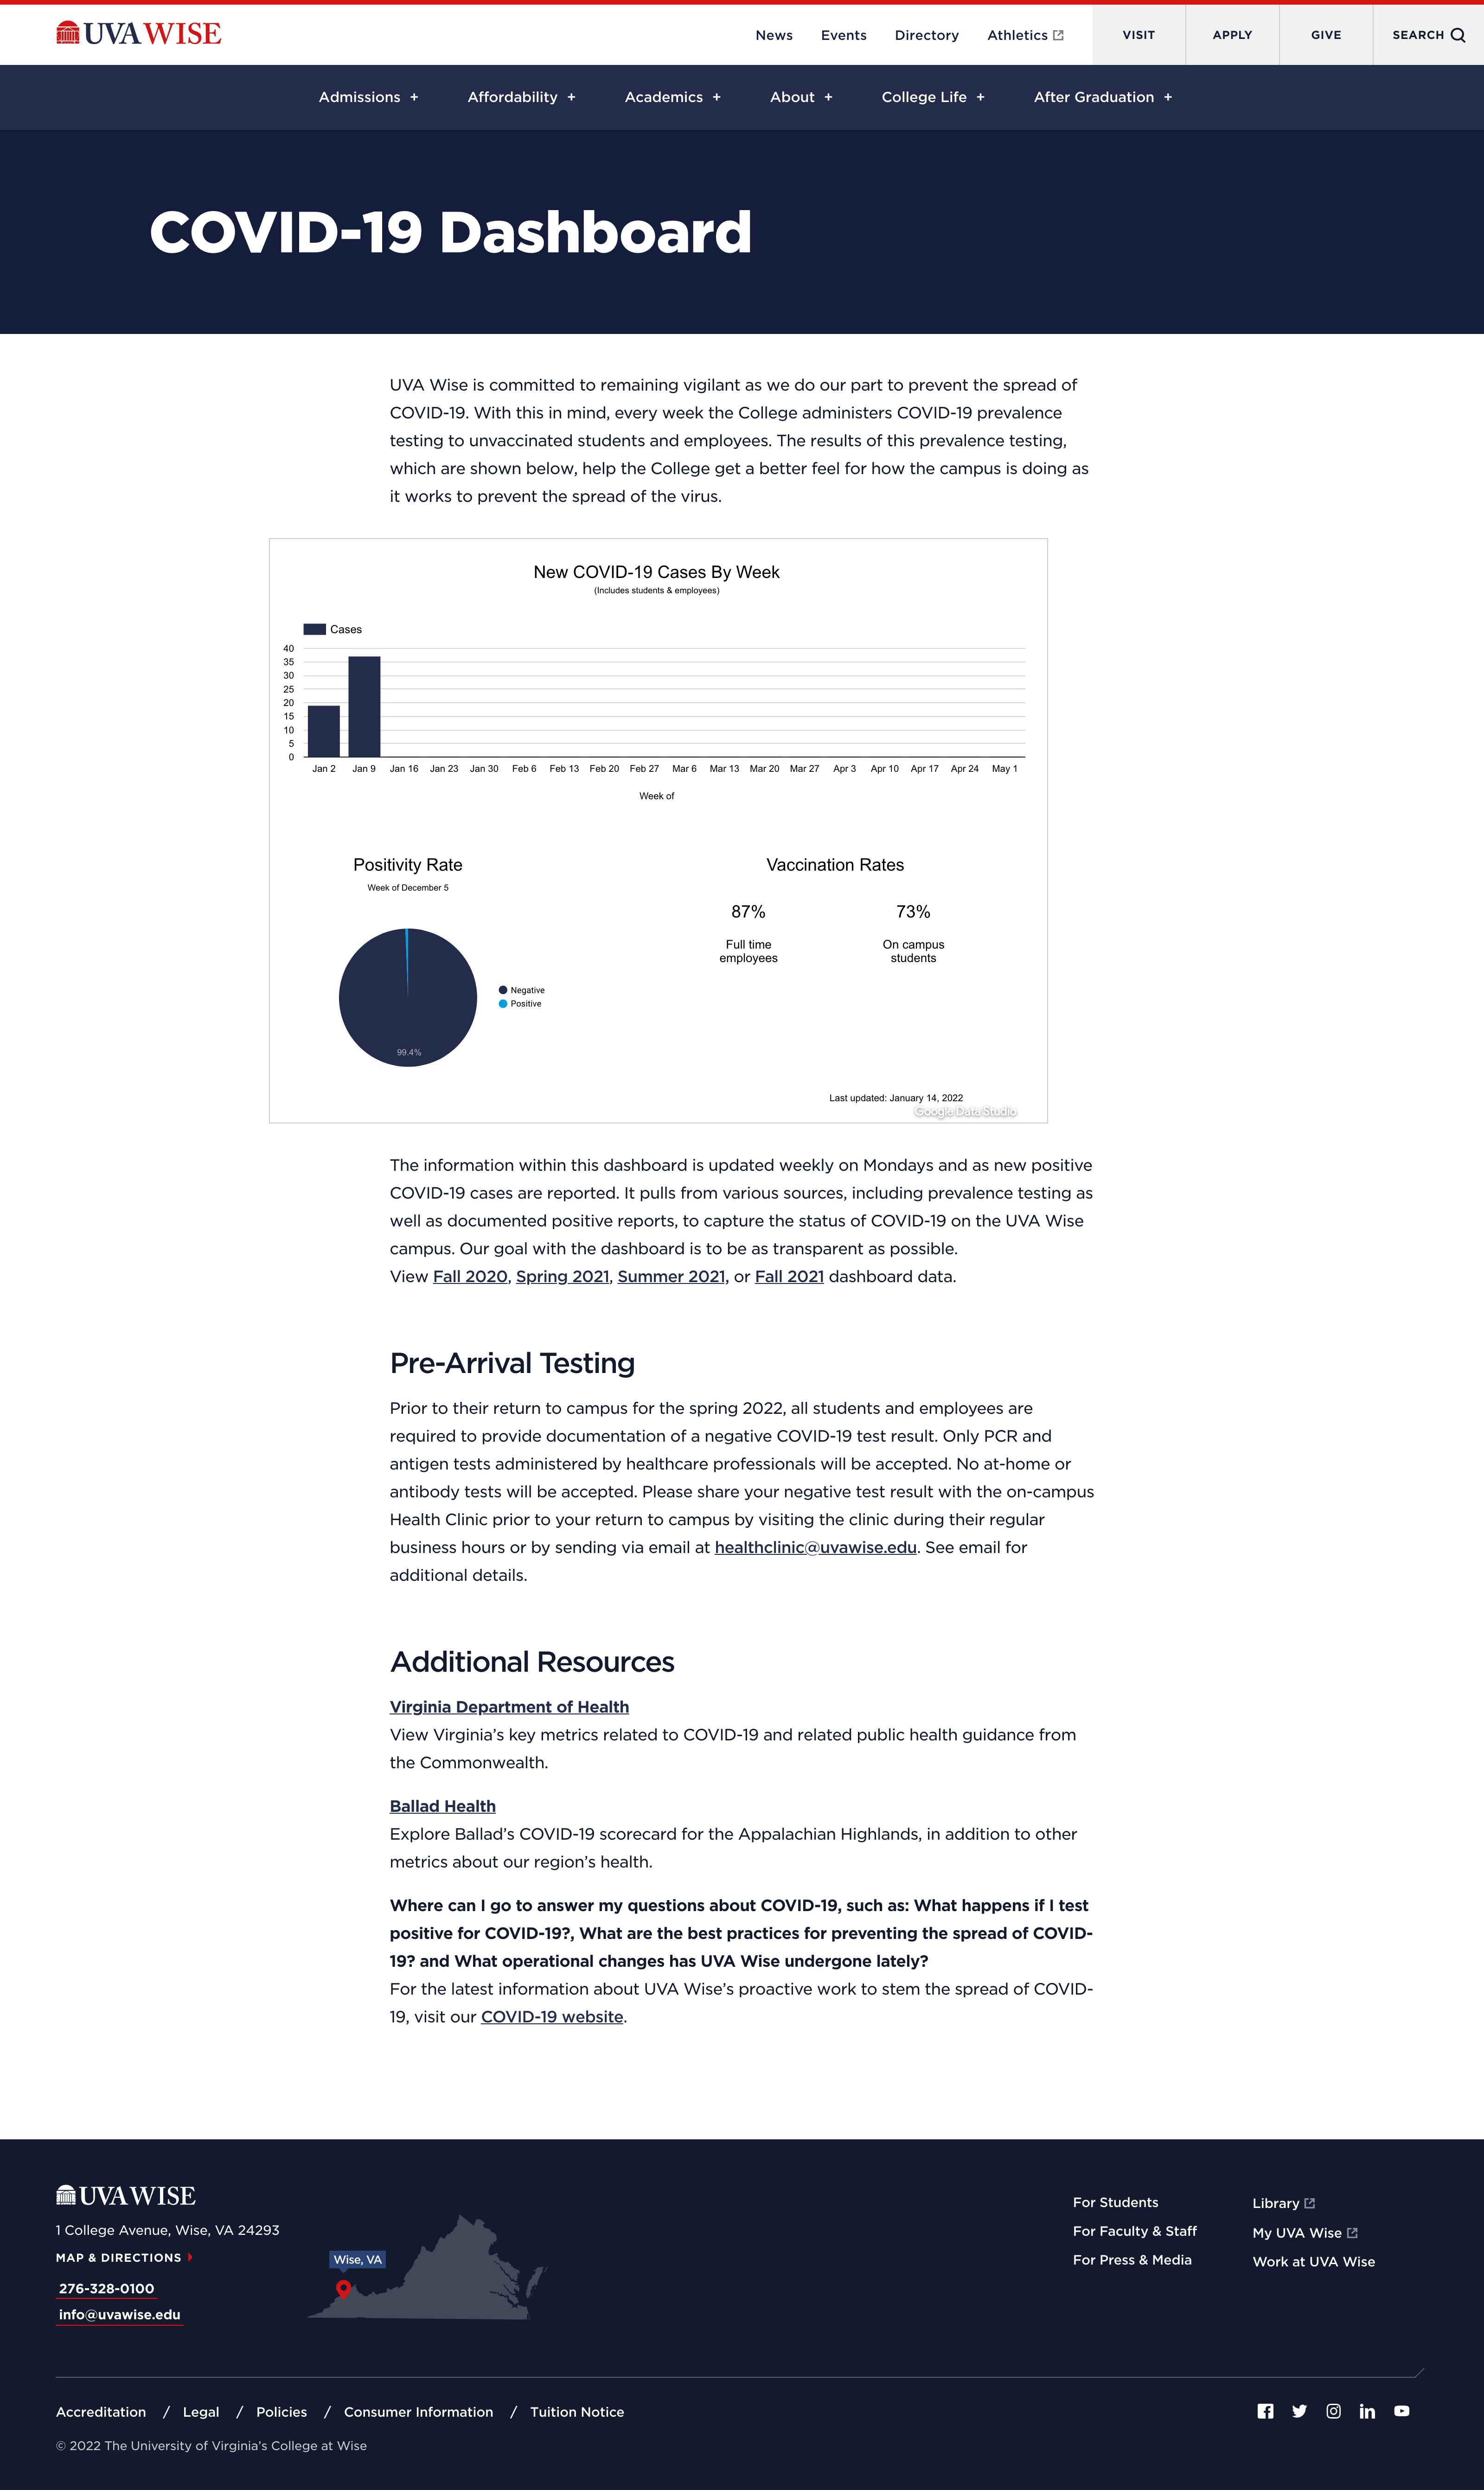 UVA WISE
News Events Directory Athletics VISIT APPLY GIVE SEARCH
Admissions + Affordability + Academics + About + College Life + After Graduation +
COVID-19 Dashboard
UVA Wise is committed to remaining vigilant as we do our part to prevent the spread of
COVID-19. With this in mind, every week the College administers COVID-19 prevalence
testing to unvaccinated students and employees. The results of this prevalence testing,
which are shown below, help the College get a better feel for how the campus is doing as
it works to prevent the spread of the virus.
New COVID-19 Cases By Week
(Includes students & employees)
Cases
40
35
30
25
20
15
10
5
0
Jan 2 Jan 9 Jan 16 Jan 23 Jan 30 Feb 6 Feb 13 Feb 20 Feb 27 Mar 6 Mar 13 Mar 20 Mar 27 Apr 3 Apr 10 Apr 17 Apr 24 May 1
Week of
Positivity Rate
Week of December 5
99.4%
Negative
Positive
Vaccination Rates
87% 73%
Full time On campus
employees students
Last updated: January 14, 2022
Google Data Studio
The information within this dashboard is updated weekly on Mondays and as new positive
COVID-19 cases are reported. It pulls from various sources, including prevalence testing as
well as documented positive reports, to capture the status of COVID-19 on the UVA Wise
campus. Our goal with the dashboard is to be as transparent as possible.
View Fall 2020, Spring 2021, Summer 2021, or Fall 2021 dashboard data.
Pre-Arrival Testing
Prior to their return to campus for the spring 2022, all students and employees are
required to provide documentation of a negative COVID-19 test result. Only PCR and
antigen tests administered by healthcare professionals will be accepted. No at-home or
antibody tests will be accepted. Please share your negative test result with the on-campus
Health Clinic prior to your return to campus by visiting the clinic during their regular
business hours or by sending via email at healthclinic@uvawise.edu. See email for
additional details.
Additional Resources
Virginia Department of Health
View Virginia’s key metrics related to COVID-19 and related public health guidance from
the Commonwealth.
Ballad Health
Explore Ballad’s COVID-19 scorecard for the Appalachian Highlands, in addition to other
metrics about our region’s health.
Where can I go to answer my questions about COVID-19, such as: What happens if I test
positive for COVID-19?, What are the best practices for preventing the spread of COVID-
19? and What operational changes has UVA Wise undergone lately?
For the latest information about UVA Wise’s proactive work to stem the spread of COVID-
19, visit our COVID-19 website.
UVA WISE
1 College Avenue, Wise, VA 24293
MAP & DIRECTIONS
276-328-0100
info@uvawise.edu
Wise, VA
For Students
For Faculty & Staff
For Press & Media
Library
My UVA Wise
Work at UVA Wise
Accreditation / Legal / Policies / Consumer Information / Tuition Notice
© 2022 The University of Virginia’s College at Wise